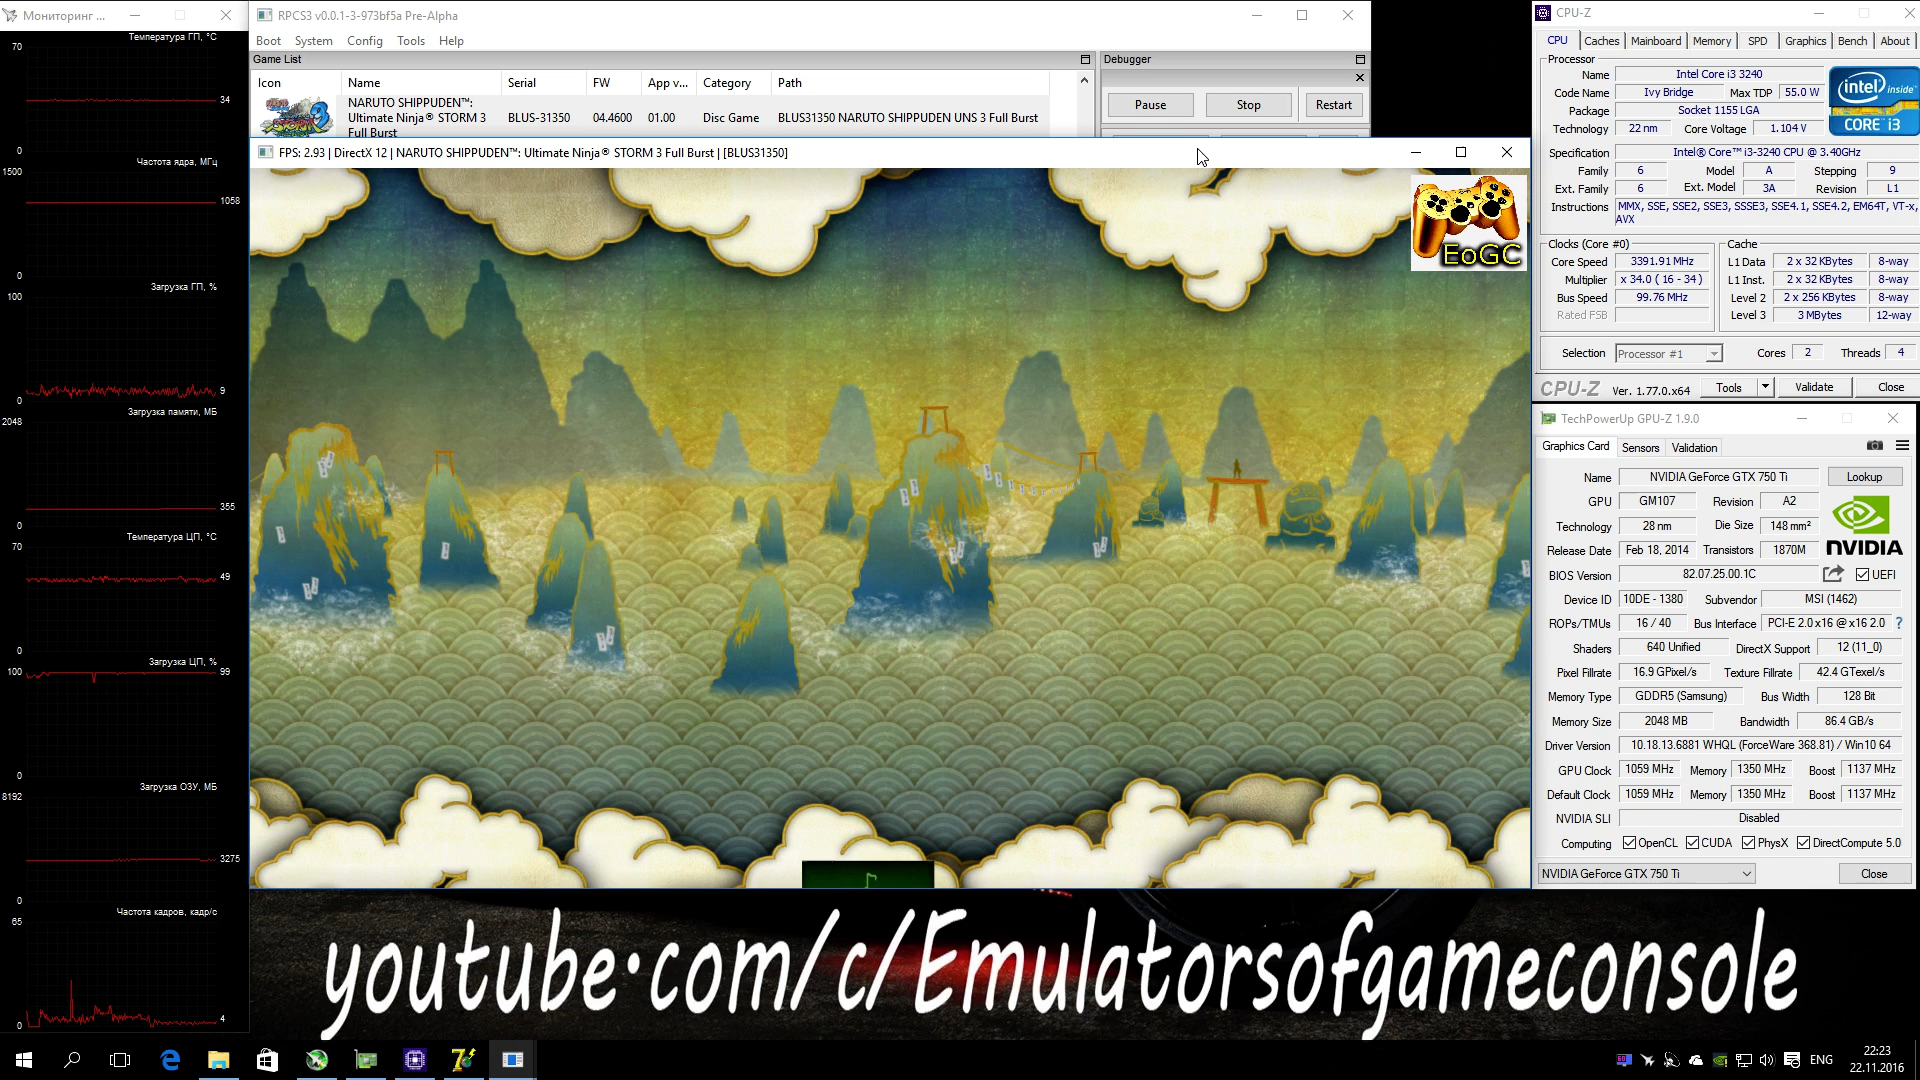 Мониторинг ...
Температура ГП, °C
70
34
0
Частота ядра, МГц
1500
1058
0
Загрузка ГП, %
100
9
0
Загрузка памяти, МБ
2048
355
0
Температура ЦП, °C
70
49
0
Загрузка ЦП, %
100
99
0
Загрузка ОЗУ, МБ
8192
3275
0
Частота кадров, кадр/с
65
4
0
RPCS3 v0.0.1-3-973bf5a Pre-Alpha
Boot System Config Tools Help
Game List
Icon Name Serial FW App v... Category Path
NARUTO SHIPPUDEN™:
Ultimate Ninja® STORM 3 BLUS-31350 04.4600 01.00 Disc Game BLUS31350 NARUTO SHIPPUDEN UNS 3 Full Burst
Full Burst
Debugger
Pause Stop Restart
FPS: 2.93 | DirectX 12 | NARUTO SHIPPUDEN™: Ultimate Ninja® STORM 3 Full Burst | [BLUS31350]
EoGC
CPU-Z
CPU Caches Mainboard Memory SPD Graphics Bench About
Processor
Name Intel Core i3 3240
Code Name Ivy Bridge Max TDP 55.0 W
Package Socket 1155 LGA
Technology 22 nm Core Voltage 1.104 V
intel inside™
CORE i3
Specification Intel® Core™ i3-3240 CPU @ 3.40GHz
Family 6 Model A Stepping 9
Ext. Family 6 Ext. Model 3A Revision L1
Instructions MMX, SSE, SSE2, SSE3, SSSE3, SSE4.1, SSE4.2, EM64T, VT-x,
AVX
Clocks (Core #0)
Core Speed 3391.91 MHz
Multiplier x 34.0 ( 16 - 34 )
Bus Speed 99.76 MHz
Rated FSB
Cache
L1 Data 2 x 32 KBytes 8-way
L1 Inst. 2 x 32 KBytes 8-way
Level 2 2 x 256 KBytes 8-way
Level 3 3 MBytes 12-way
Selection Processor #1 Cores 2 Threads 4
CPU-Z Ver. 1.77.0.x64 Tools Validate Close
TechPowerUp GPU-Z 1.9.0
Graphics Card Sensors Validation
Name NVIDIA GeForce GTX 750 Ti Lookup
GPU GM107 Revision A2
Technology 28 nm Die Size 148 mm²
Release Date Feb 18, 2014 Transistors 1870M
NVIDIA
BIOS Version 82.07.25.00.1C UEFI
Device ID 10DE - 1380 Subvendor MSI (1462)
ROPs/TMUs 16 / 40 Bus Interface PCI-E 2.0 x16 @ x16 2.0 ?
Shaders 640 Unified DirectX Support 12 (11_0)
Pixel Fillrate 16.9 GPixel/s Texture Fillrate 42.4 GTexel/s
Memory Type GDDR5 (Samsung) Bus Width 128 Bit
Memory Size 2048 MB Bandwidth 86.4 GB/s
Driver Version 10.18.13.6881 WHQL (ForceWare 368.81) / Win10 64
GPU Clock 1059 MHz Memory 1350 MHz Boost 1137 MHz
Default Clock 1059 MHz Memory 1350 MHz Boost 1137 MHz
NVIDIA SLI Disabled
Computing OpenCL CUDA PhysX DirectCompute 5.0
NVIDIA GeForce GTX 750 Ti Close
youtube.com/c/Emulatorsofgameconsole
ENG
22:23
22.11.2016